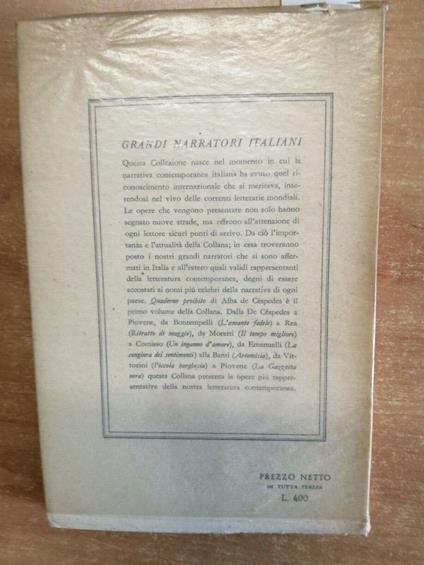 GRANDI NARRATORI ITALIANI
Questa Collezione nasce nel momento in cui la
narrativa contemporanea italiana ha avuto quel ri-
conoscimento internazionale che si meritava, inse-
rendosi nel vivo delle correnti letterarie mondiali.
Le opere che vengono presentate non solo hanno
segnato nuove strade, ma offrono all'attenzione di
ogni lettore sicuri punti di arrivo. Da ciò l'impor-
tanza e l'attualità della Collana; in essa troveranno
posto i nostri grandi narratori che si sono affer-
mati in Italia e all'estero quali validi rappresentanti
della letteratura contemporanea, degni di essere
accostati ai nomi più celebri della narrativa di ogni
paese. Quaderno proibito di Alba de Céspedes è il
primo volume della Collana. Dalla De Céspedes a
Piovene, da Bontempelli (L'amante fedele) a Rea
(Ritratto di maggio), da Moretti (Il tempo migliore)
a Comisso (Un inganno d'amore), da Emanuelli (La
congiura dei sentimenti) alla Banti (Artemisia), da Vit-
torini (Piccola borghesia) a Piovene (La Gazzetta
nera) questa Collana presenta le opere più rappre-
sentative della nostra letteratura contemporanea.
PREZZO NETTO
IN TUTTA ITALIA
L. 400